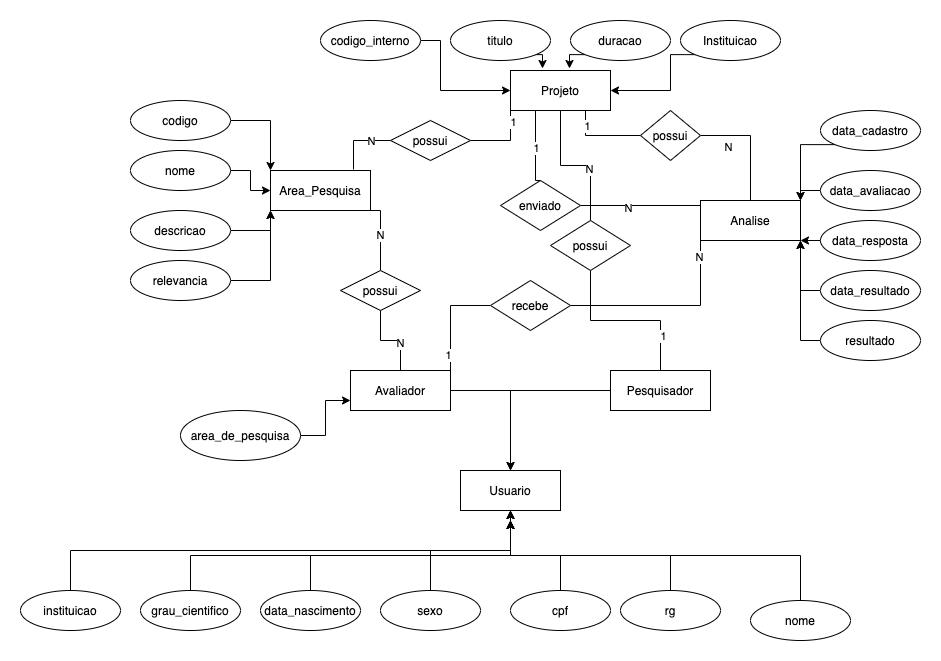 codigo_interno
titulo
duracao
Instituicao
Projeto
codigo
1
1
possui
N
possui
N
data_cadastro
1
nome
Area_Pesquisa
N
data_avaliacao
enviado
N
Analise
descricao
N
possui
data_resposta
N
relevancia
possui
data_resultado
recebe
1
1
N
resultado
Avaliador
Pesquisador
area_de_pesquisa
Usuario
instituicao
grau_cientifico
data_nascimento
sexo
cpf
rg
nome